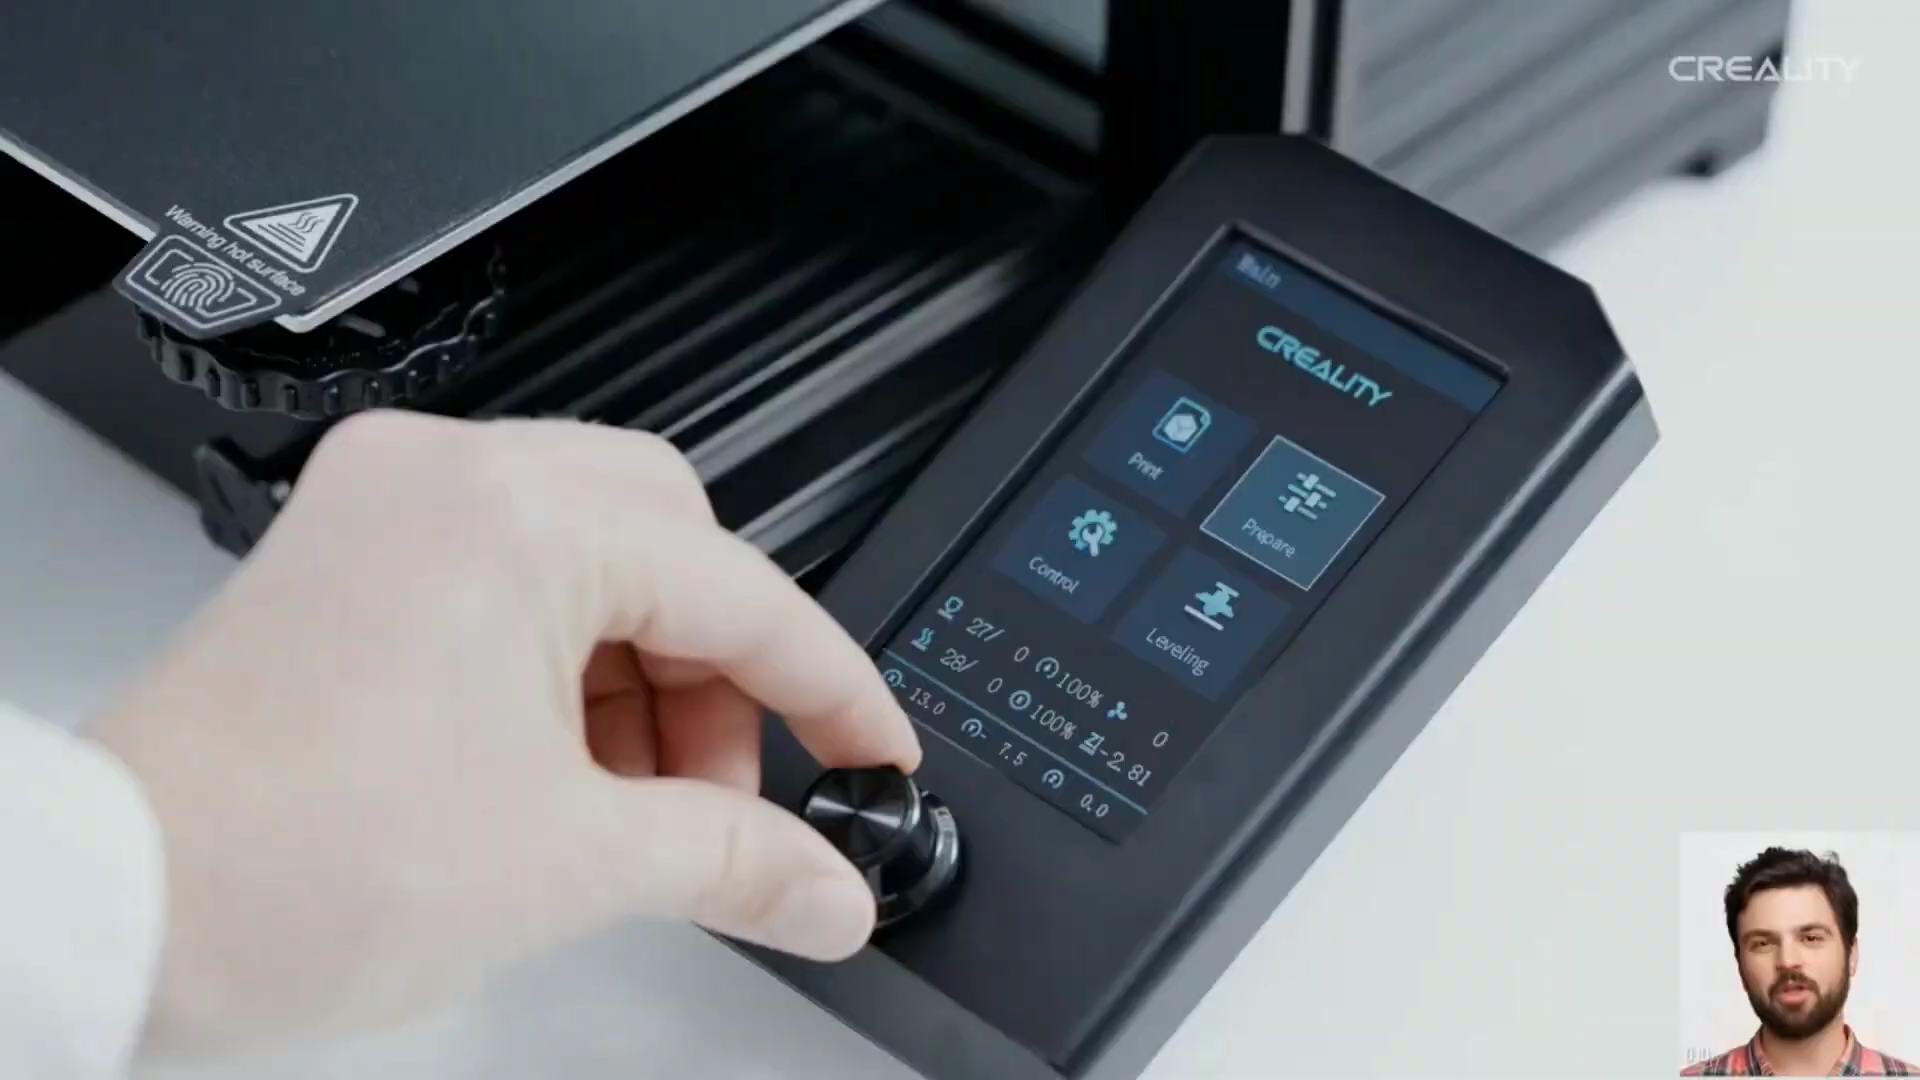 CREALITY
Warning hot surface
Main
CREALITY
Print
Prepare
Control
Leveling
27/ 0 100% 0
28/ 0 100% Z-2.81
X -13.0 Y - 7.5 Z 0.0